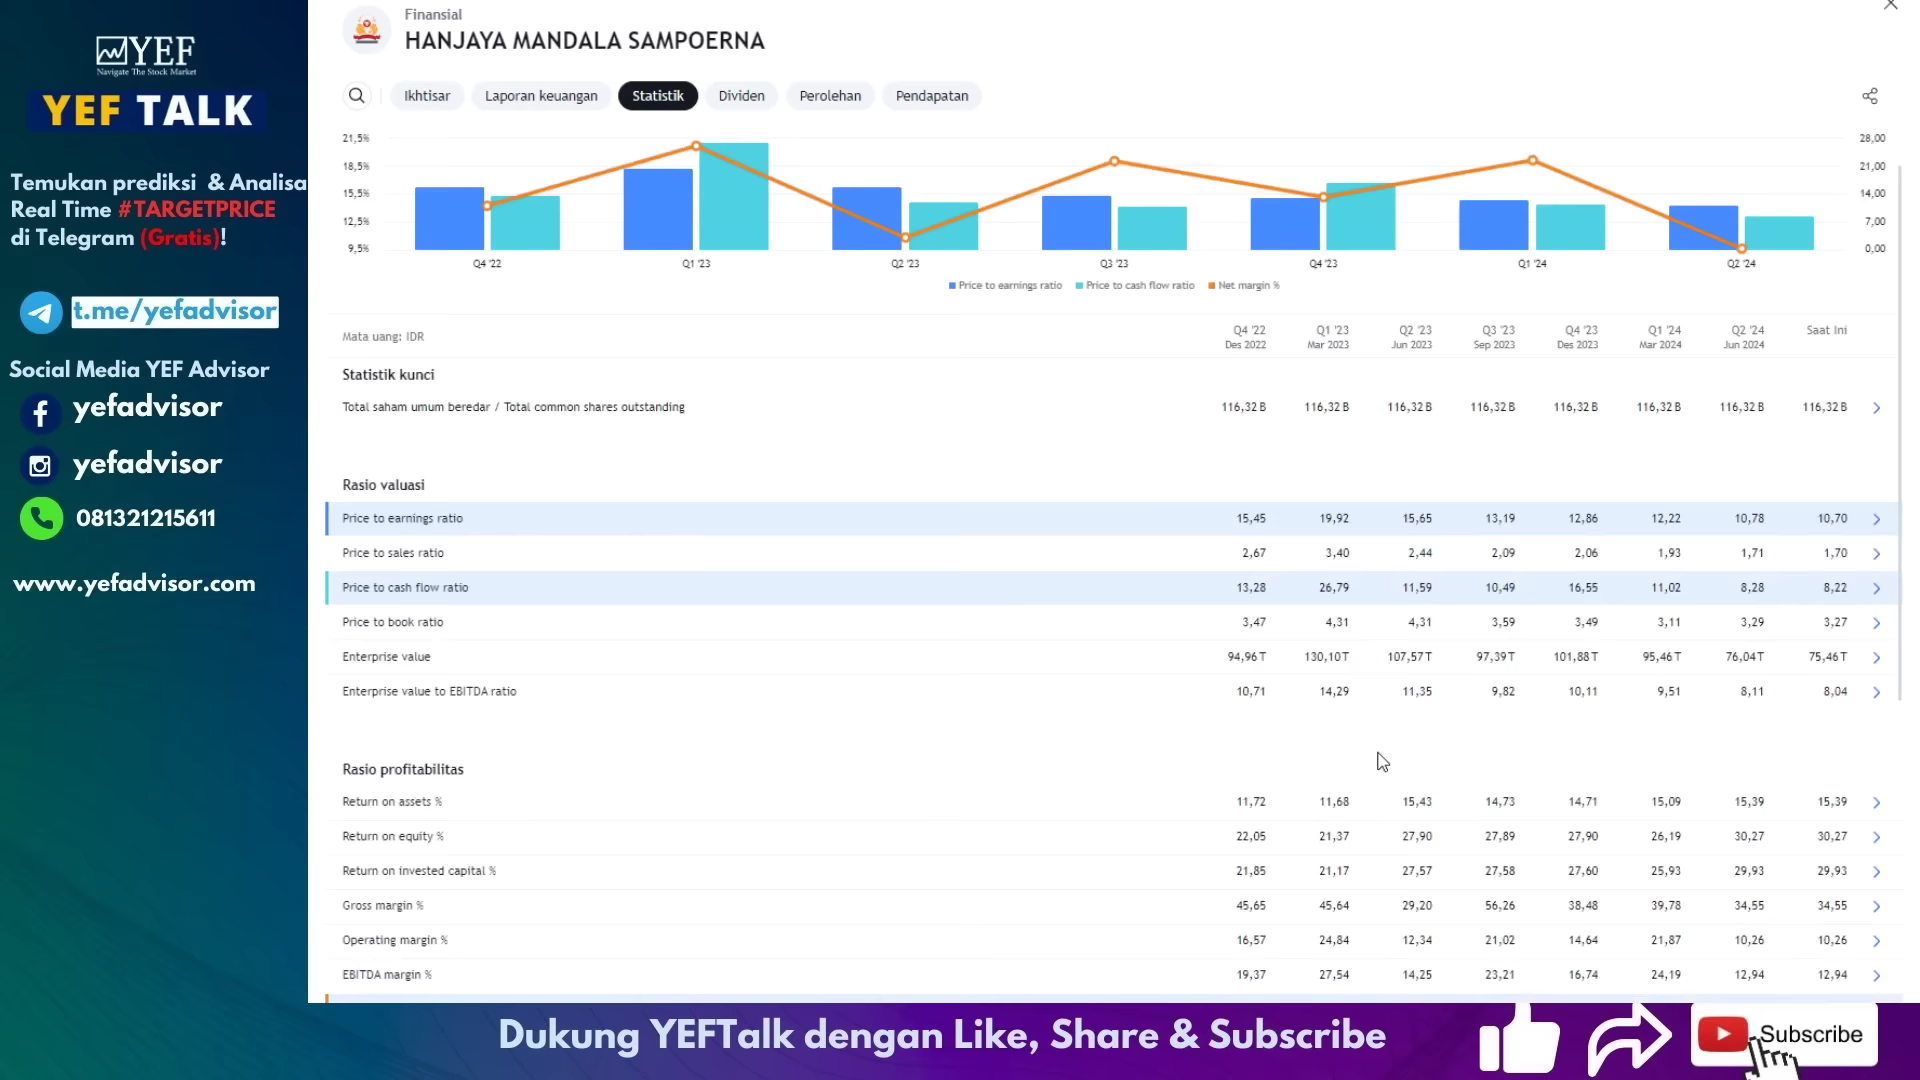 YEF
Navigate The Stock Market
YEF TALK
Temukan prediksi & Analisa
Real Time #TARGETPRICE
di Telegram (Gratis)!
t.me/yefadvisor
Social Media YEF Advisor
yefadvisor
yefadvisor
081321215611
www.yefadvisor.com
Finansial
HANJAYA MANDALA SAMPOERNA
Ikhtisar Laporan keuangan Statistik Dividen Perolehan Pendapatan
21,5% 28,00
18,5% 21,00
15,5% 14,00
12,5% 7,00
9,5% 0,00
Q4 '22 Q1 '23 Q2 '23 Q3 '23 Q4 '23 Q1 '24 Q2 '24
Price to earnings ratio Price to cash flow ratio Net margin %
Mata uang: IDR
Q4 '22 Q1 '23 Q2 '23 Q3 '23 Q4 '23 Q1 '24 Q2 '24 Saat Ini
Des 2022 Mar 2023 Jun 2023 Sep 2023 Des 2023 Mar 2024 Jun 2024
Statistik kunci
Total saham umum beredar / Total common shares outstanding 116,32B 116,32B 116,32B 116,32B 116,32B 116,32B 116,32B 116,32B
Rasio valuasi
Price to earnings ratio 15,45 19,92 15,65 13,19 12,86 12,22 10,78 10,70
Price to sales ratio 2,67 3,40 2,44 2,09 2,06 1,93 1,71 1,70
Price to cash flow ratio 13,28 26,79 11,59 10,49 16,55 11,02 8,28 8,22
Price to book ratio 3,47 4,31 4,31 3,59 3,49 3,11 3,29 3,27
Enterprise value 94,96T 130,10T 107,57T 97,39T 101,88T 95,46T 76,04T 75,46T
Enterprise value to EBITDA ratio 10,71 14,29 11,35 9,82 10,11 9,51 8,11 8,04
Rasio profitabilitas
Return on assets % 11,72 11,68 15,43 14,73 14,71 15,09 15,39 15,39
Return on equity % 22,05 21,37 27,90 27,89 27,90 26,19 30,27 30,27
Return on invested capital % 21,85 21,17 27,57 27,58 27,60 25,93 29,93 29,93
Gross margin % 45,65 45,64 29,20 56,26 38,48 39,78 34,55 34,55
Operating margin % 16,57 24,84 12,34 21,02 14,64 21,87 10,26 10,26
EBITDA margin % 19,37 27,54 14,25 23,21 16,74 24,19 12,94 12,94
Dukung YEFTalk dengan Like, Share & Subscribe
Subscribe